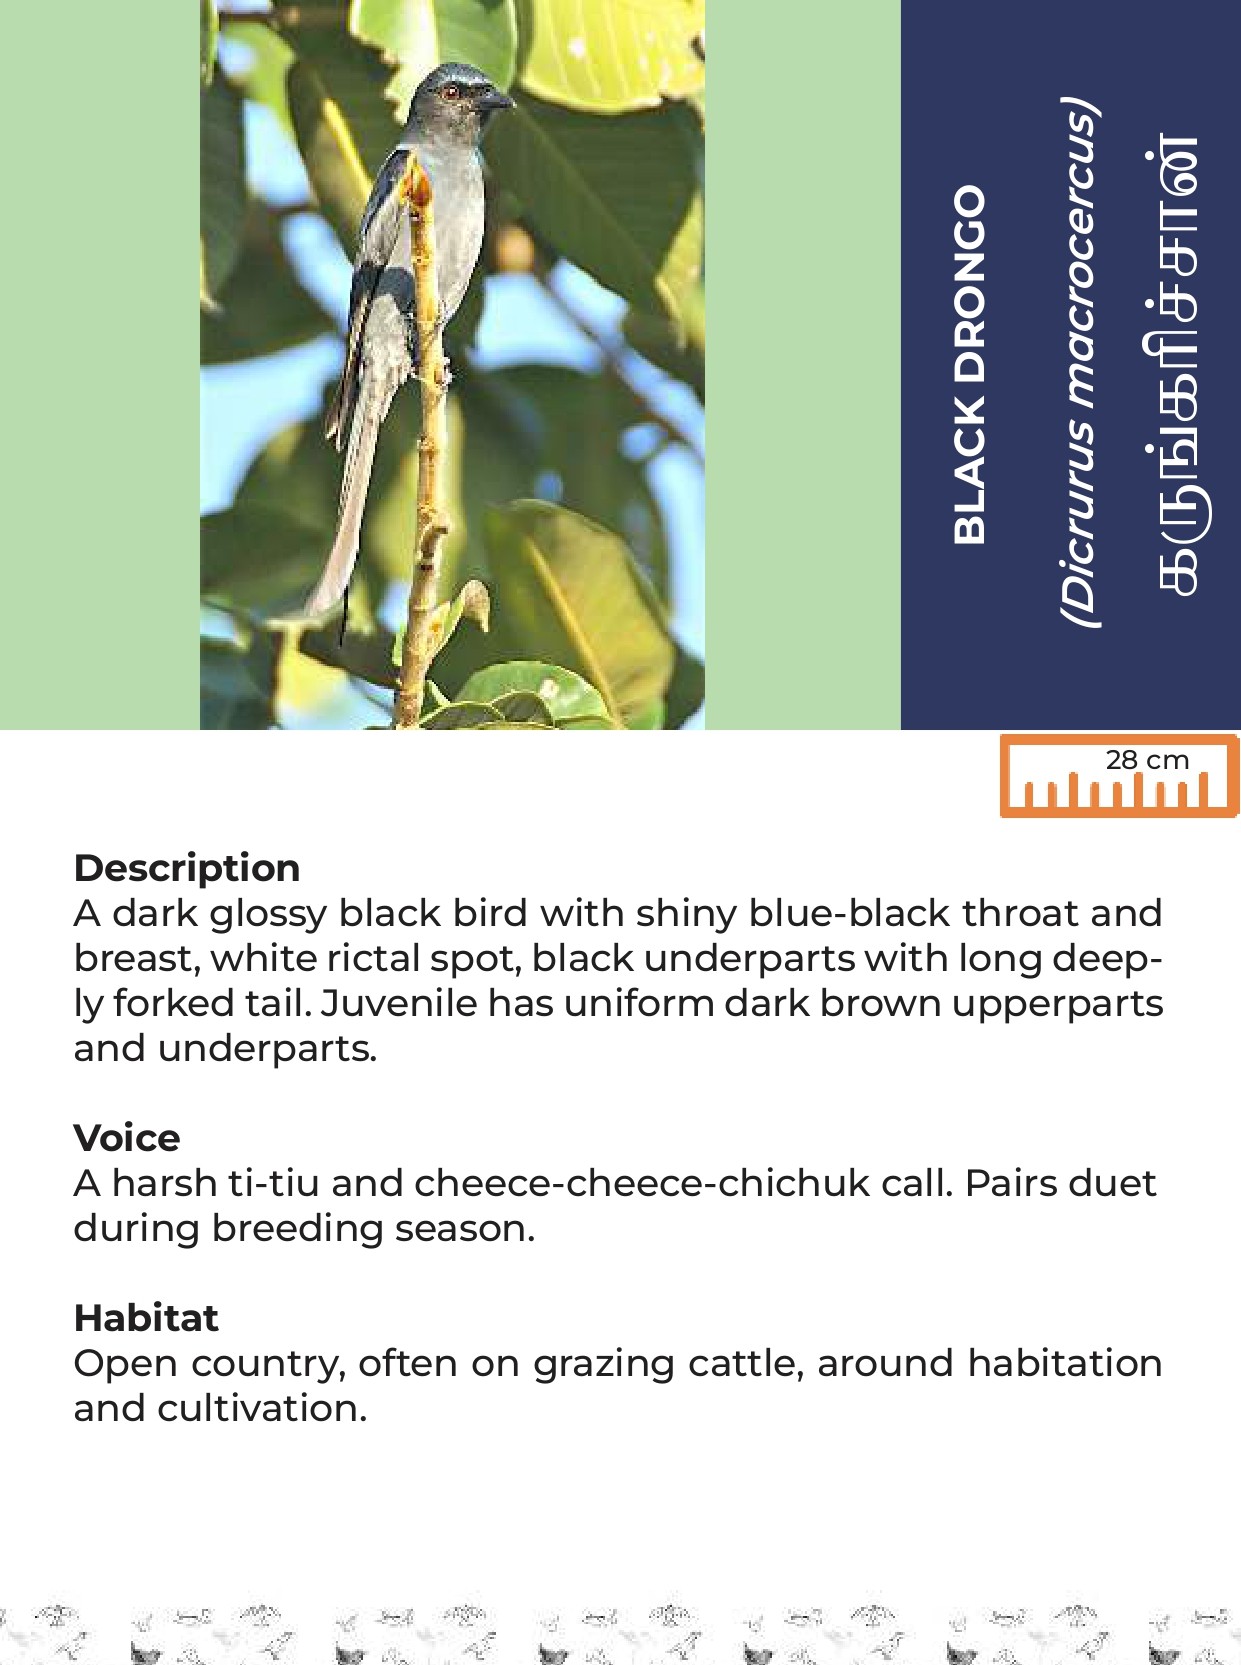 BLACK DRONGO
(Dicrurus macrocercus)
கருங்கரிச்சான்
28 cm
Description
A dark glossy black bird with shiny blue-black throat and
breast, white rictal spot, black underparts with long deep-
ly forked tail. Juvenile has uniform dark brown upperparts
and underparts.
Voice
A harsh ti-tiu and cheece-cheece-chichuk call. Pairs duet
during breeding season.
Habitat
Open country, often on grazing cattle, around habitation
and cultivation.